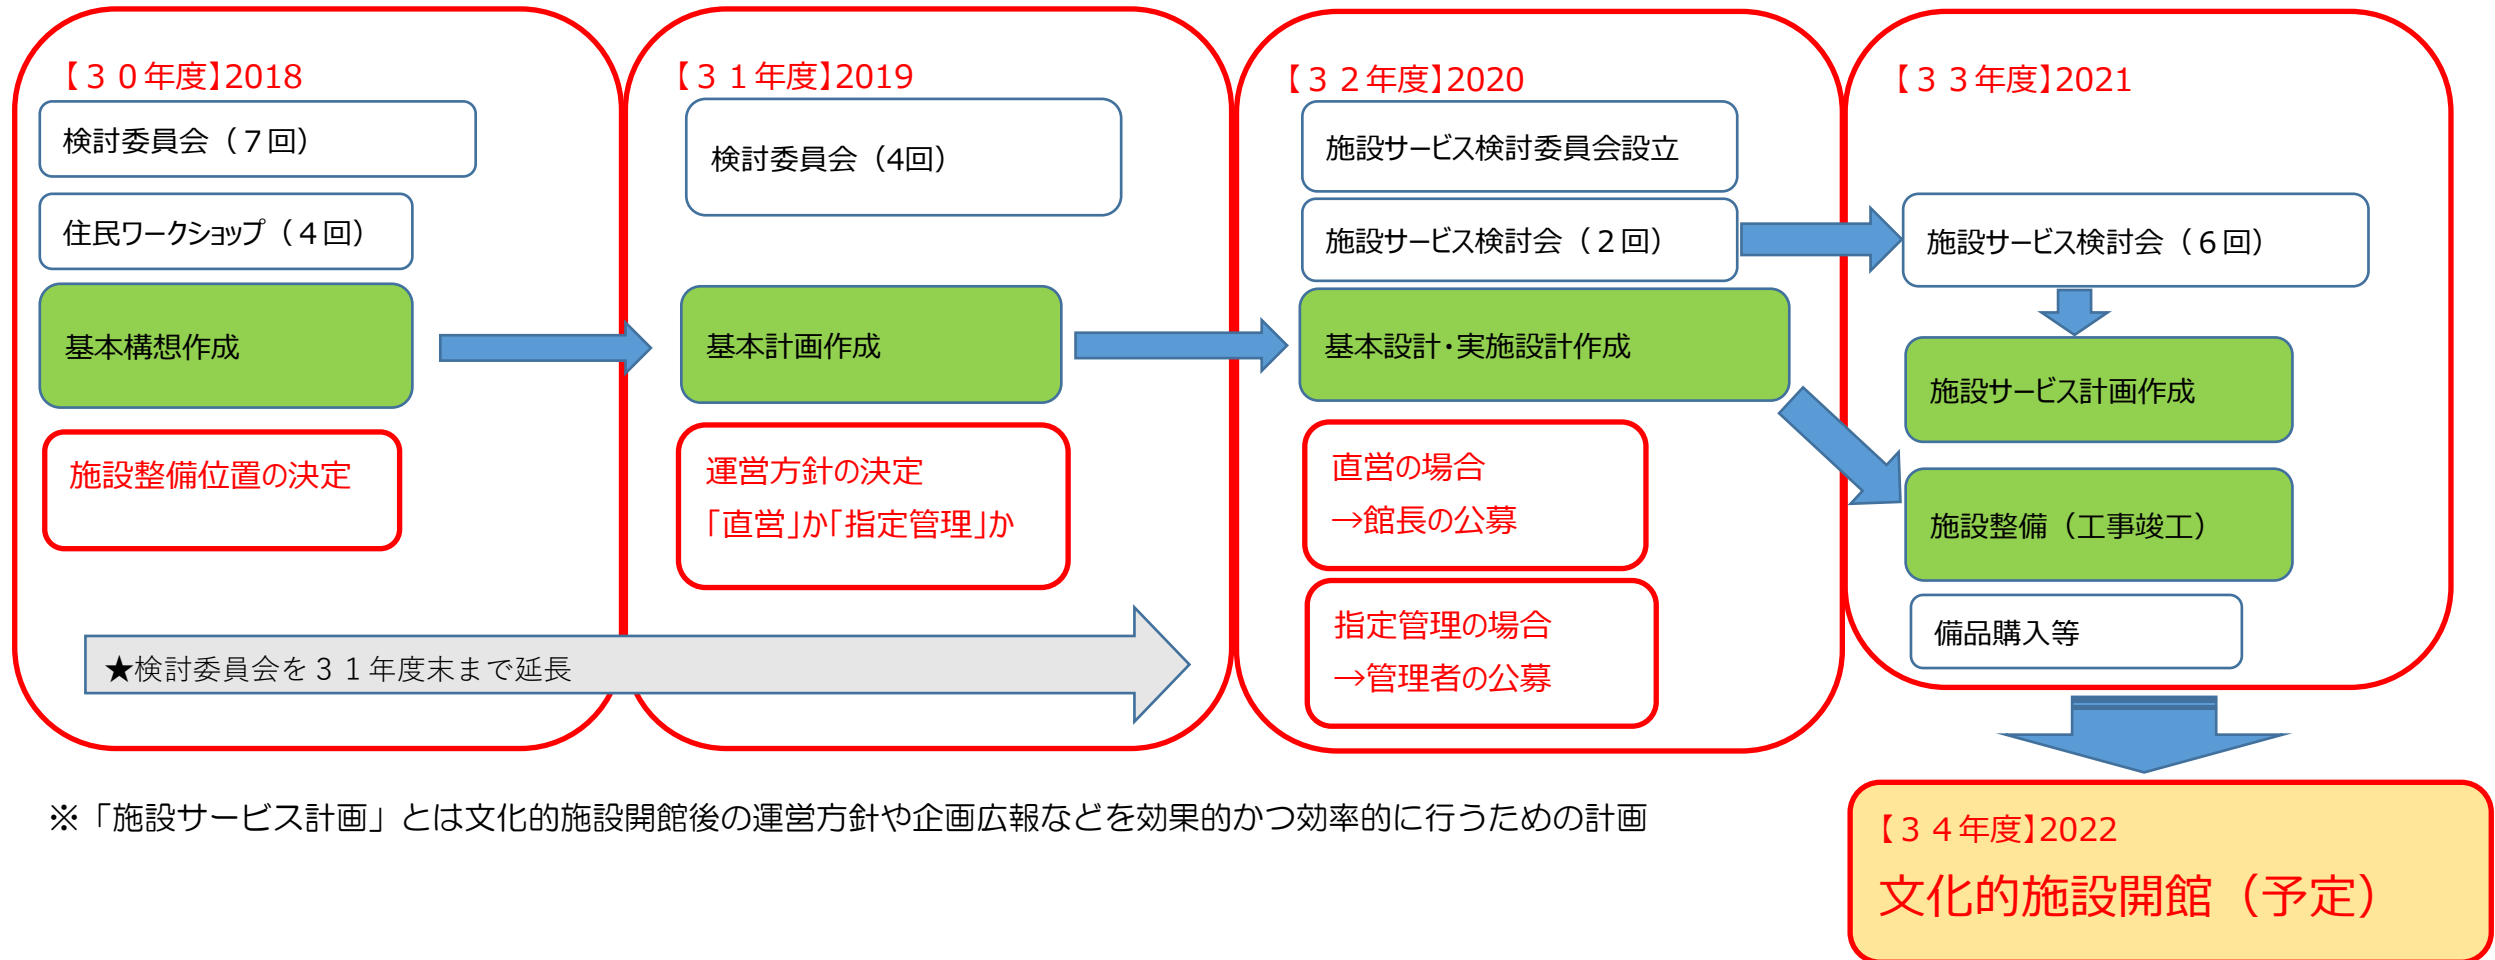 【３０年度】2018
検討委員会（７回）
住民ワークショップ（４回）
基本構想作成
施設整備位置の決定
【３１年度】2019
検討委員会（4回）
基本計画作成
運営方針の決定
「直営」か「指定管理」か
★検討委員会を３１年度末まで延長
【３２年度】2020
施設サービス検討委員会設立
施設サービス検討会（２回）
基本設計・実施設計作成
直営の場合
→館長の公募
指定管理の場合
→管理者の公募
【３３年度】2021
施設サービス検討会（６回）
施設サービス計画作成
施設整備（工事竣工）
備品購入等
※「施設サービス計画」とは文化的施設開館後の運営方針や企画広報などを効果的かつ効率的に行うための計画
【３４年度】2022
文化的施設開館（予定）